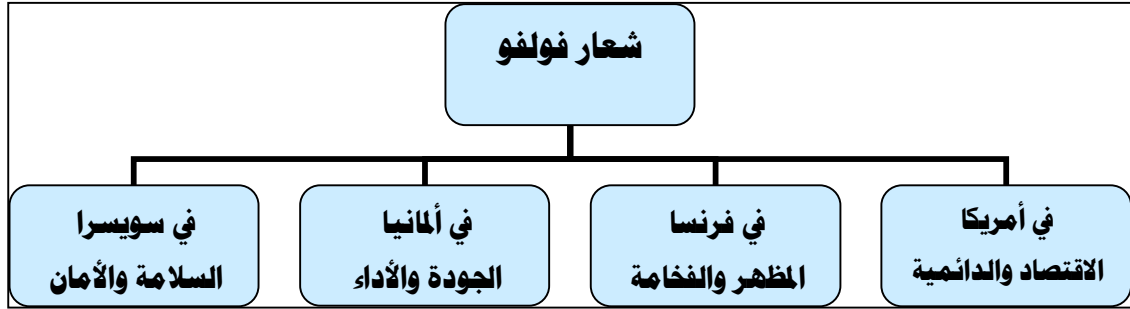 شعار فولفو
في أمريكا
الاقتصاد والدائمية
في فرنسا
المظهر والفخامة
في ألمانيا
الجودة والأداء
في سويسرا
السلامة والأمان